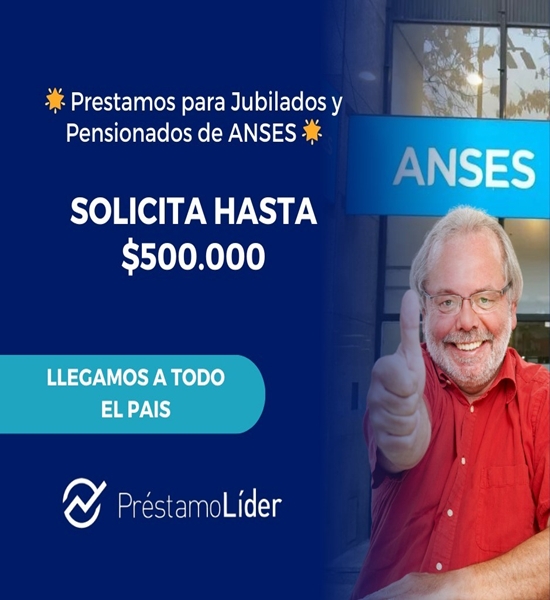 🌟 Prestamos para Jubilados y
Pensionados de ANSES 🌟
ANSES
SOLICITA HASTA
$500.000
LLEGAMOS A TODO
EL PAIS
PréstamoLíder